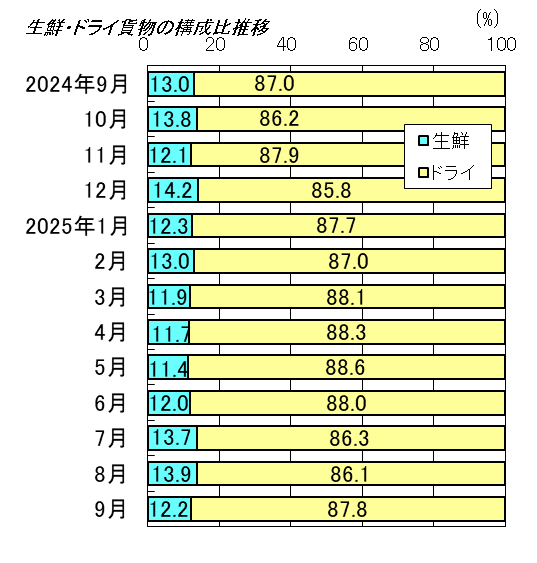 生鮮・ドライ貨物の構成比推移
(%)
0 20 40 60 80 100
2024年9月 13.0 87.0
10月 13.8 86.2
11月 12.1 87.9
12月 14.2 85.8
2025年1月 12.3 87.7
2月 13.0 87.0
3月 11.9 88.1
4月 11.7 88.3
5月 11.4 88.6
6月 12.0 88.0
7月 13.7 86.3
8月 13.9 86.1
9月 12.2 87.8
生鮮
ドライ